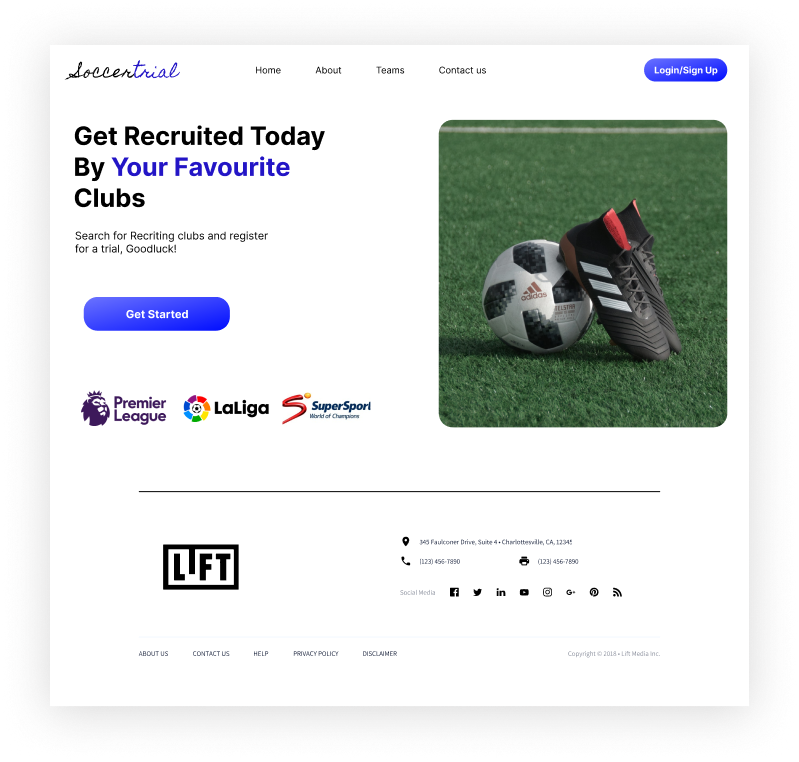 Soccertrial
Home About Teams Contact us
Login/Sign Up
Get Recruited Today
By Your Favourite
Clubs
Search for Recriting clubs and register
for a trial, Goodluck!
Get Started
adidas
TELSTAR
Premier
League
LaLiga
SuperSport
World of Champions
LIFT
345 Faulconer Drive, Suite 4 • Charlottesville, CA, 12345
(123) 456-7890 (123) 456-7890
Social Media
ABOUT US CONTACT US HELP PRIVACY POLICY DISCLAIMER
Copyright © 2018 • Lift Media Inc.